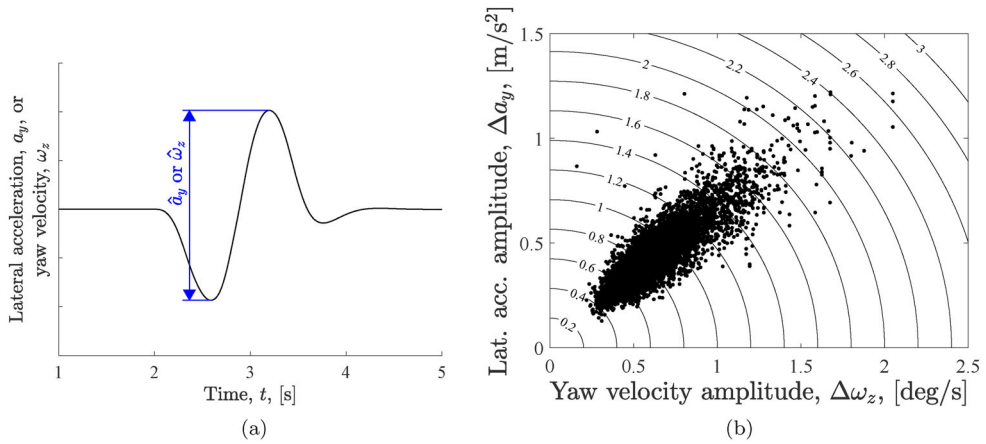 Lateral acceleration, a_y, or
yaw velocity, ω_z
â_y or ω̂_z
1 2 3 4 5
Time, t, [s]
(a)
Lat. acc. amplitude, Δa_y, [m/s²]
1.5
1
0.5
0
3
2.8
2.6
2.4
2.2
2
1.8
1.6
1.4
1.2
1
0.8
0.6
0.4
0.2
0 0.5 1 1.5 2 2.5
Yaw velocity amplitude, Δω_z, [deg/s]
(b)